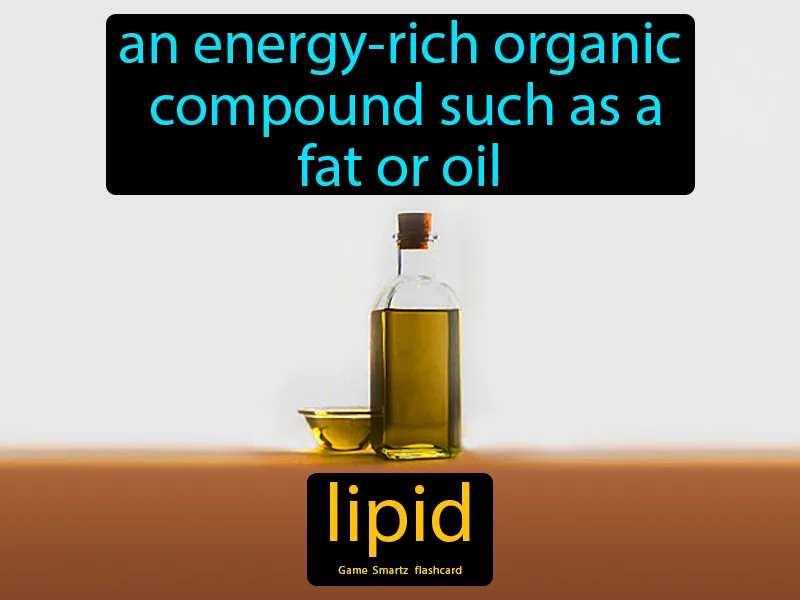 an energy-rich organic
compound such as a
fat or oil
lipid
Game Smartz flashcard